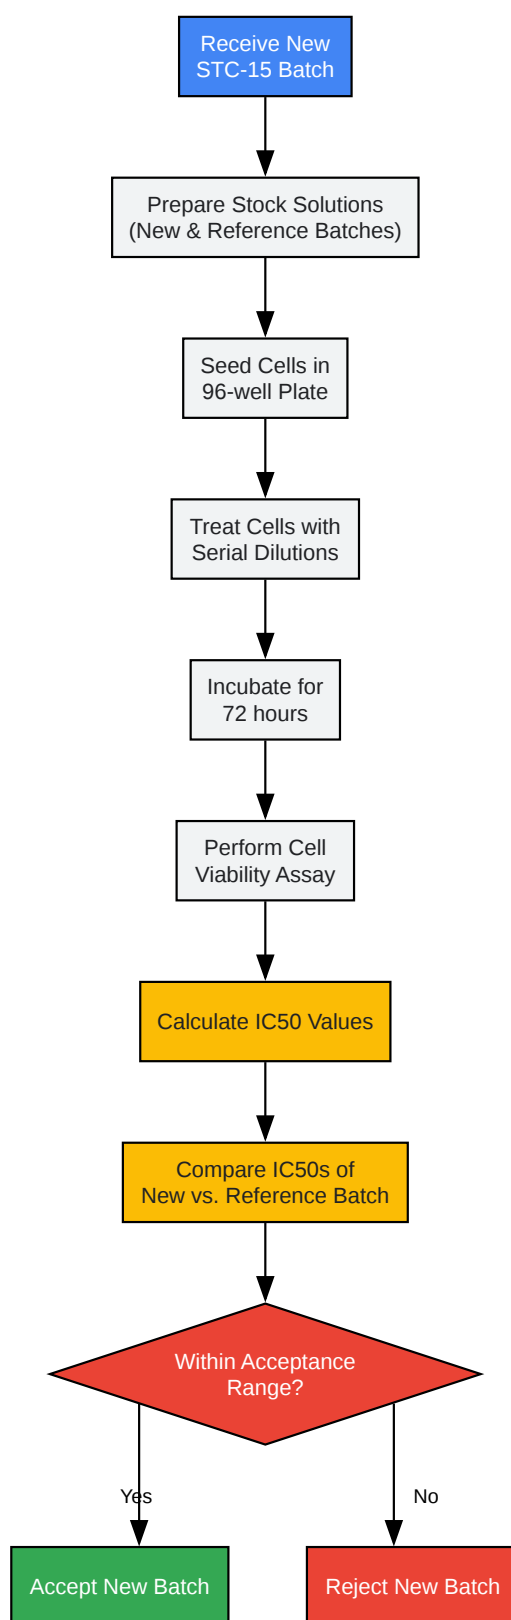 Receive New
STC-15 Batch
Prepare Stock Solutions
(New & Reference Batches)
Seed Cells in
96-well Plate
Treat Cells with
Serial Dilutions
Incubate for
72 hours
Perform Cell
Viability Assay
Calculate IC50 Values
Compare IC50s of
New vs. Reference Batch
Within Acceptance
Range?
Yes
No
Accept New Batch
Reject New Batch